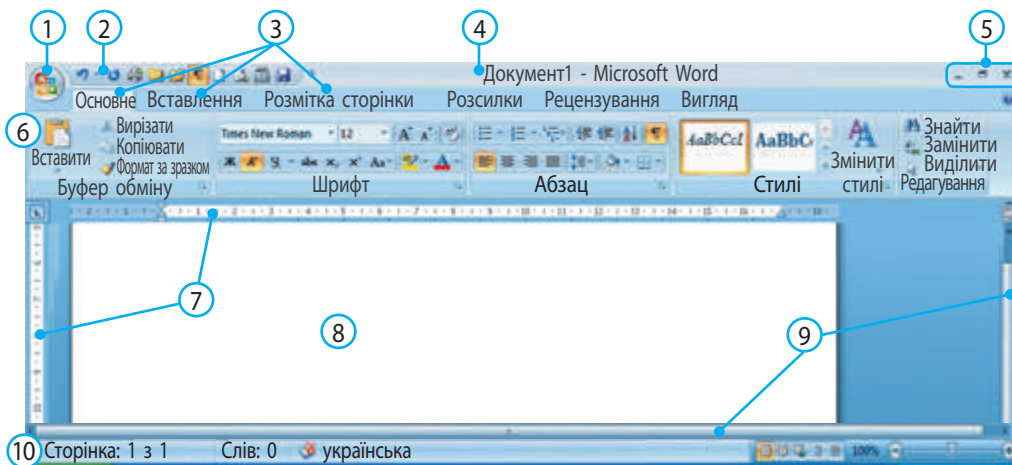 1 2 3 4 5
Документ1 - Microsoft Word
Основне Вставлення Розмітка сторінки Розсилки Рецензування Вигляд
6
Вставити
Вирізати
Копіювати
Формат за зразком
Буфер обміну
Times New Roman 12
Шрифт
Абзац
AaBbCcI AaBbC
Змінити
стилі
Стилі
Знайти
Замінити
Виділити
Редагування
7
8
9
10 Сторінка: 1 з 1 Слів: 0 українська 100%